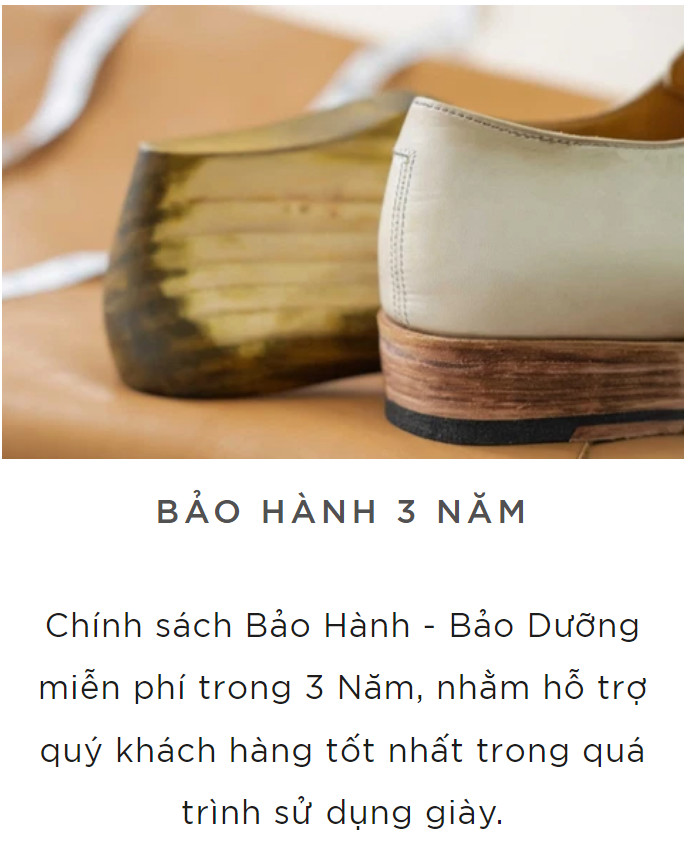 BẢO HÀNH 3 NĂM
Chính sách Bảo Hành - Bảo Dưỡng
miễn phí trong 3 Năm, nhằm hỗ trợ
quý khách hàng tốt nhất trong quá
trình sử dụng giày.